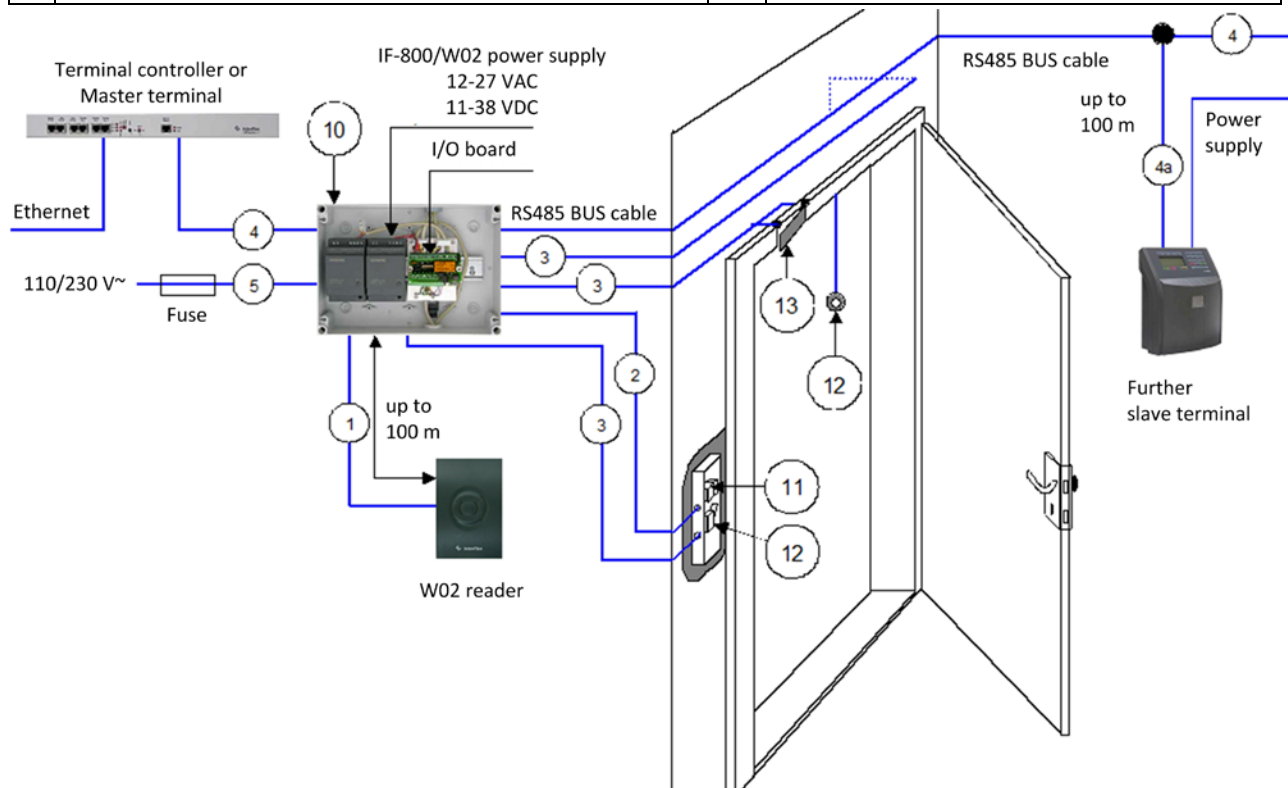 Terminal controller or
Master terminal
IF-800/W02 power supply
12-27 VAC
11-38 VDC
I/O board
10
Ethernet
4
110/230 V~
5
Fuse
RS485 BUS cable
3
3
2
3
1
up to
100 m
W02 reader
11
12
13
12
RS485 BUS cable
4
up to
100 m
4a
Power
supply
Further
slave terminal